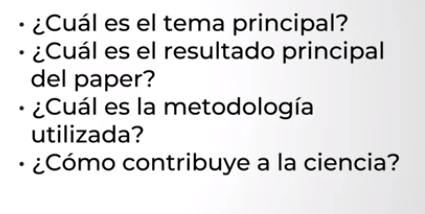 • ¿Cuál es el tema principal?
• ¿Cuál es el resultado principal
del paper?
• ¿Cuál es la metodología
utilizada?
• ¿Cómo contribuye a la ciencia?